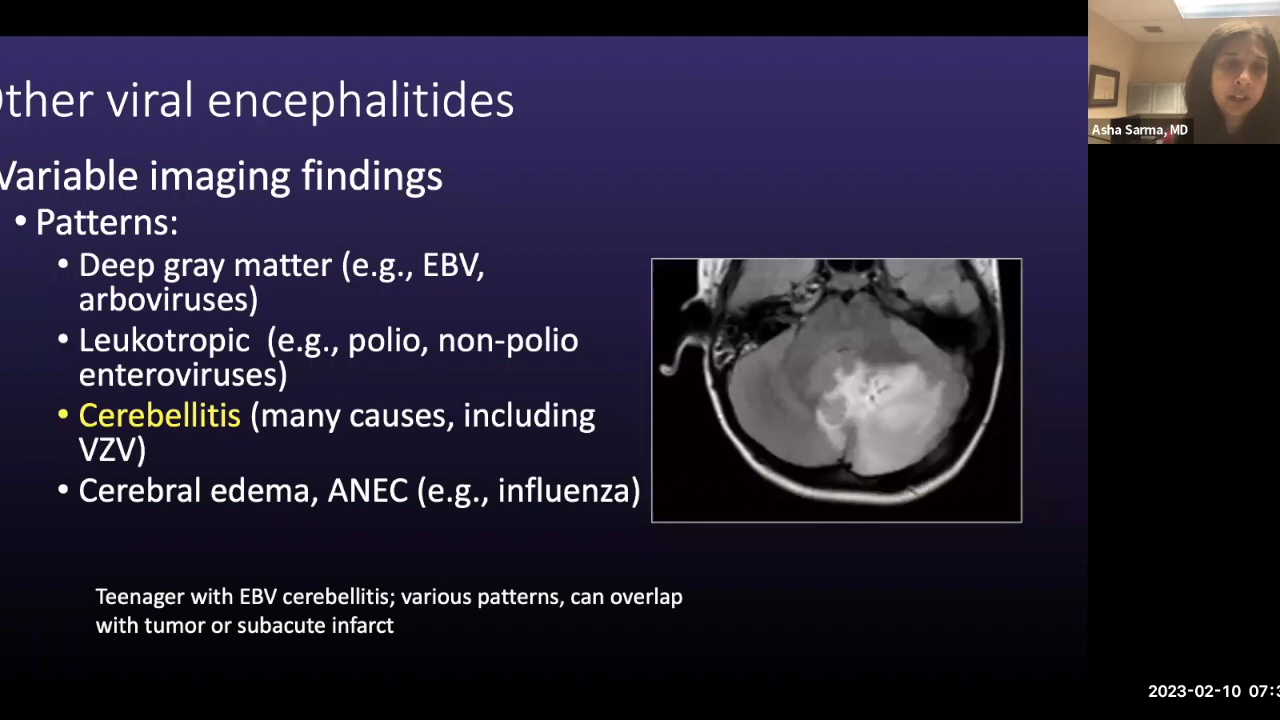 ther viral encephalitides
Variable imaging findings
• Patterns:
• Deep gray matter (e.g., EBV,
arboviruses)
• Leukotropic (e.g., polio, non-polio
enteroviruses)
• Cerebellitis (many causes, including
VZV)
• Cerebral edema, ANEC (e.g., influenza)
Teenager with EBV cerebellitis; various patterns, can overlap
with tumor or subacute infarct
Asha Sarma, MD
2023-02-10 07:3